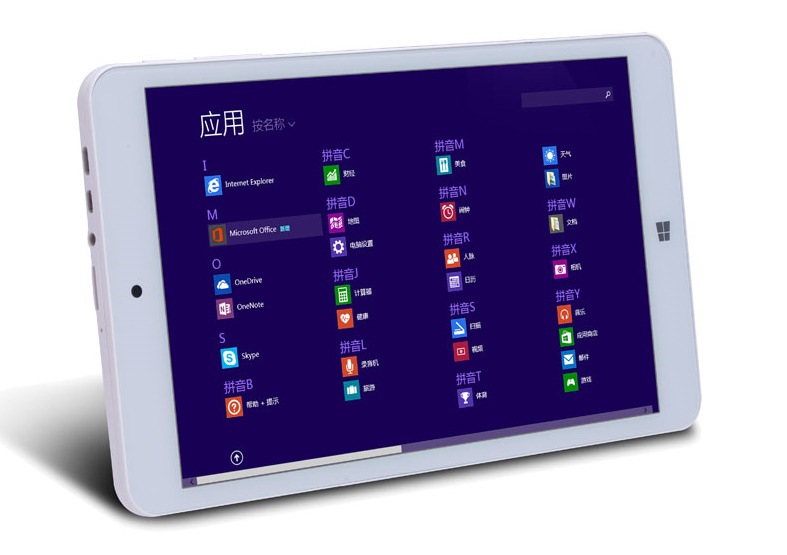 应用 按名称
I
Internet Explorer
M
Microsoft Office 新建
O
OneDrive
OneNote
S
Skype
拼音B
帮助 + 提示
拼音C
财经
拼音D
地图
电脑设置
拼音J
计算器
健康
拼音L
录音机
旅游
拼音M
美食
拼音N
闹钟
拼音R
人脉
日历
拼音S
扫描
视频
拼音T
体育
天气
图片
拼音W
文档
拼音X
相机
拼音Y
音乐
应用商店
邮件
游戏